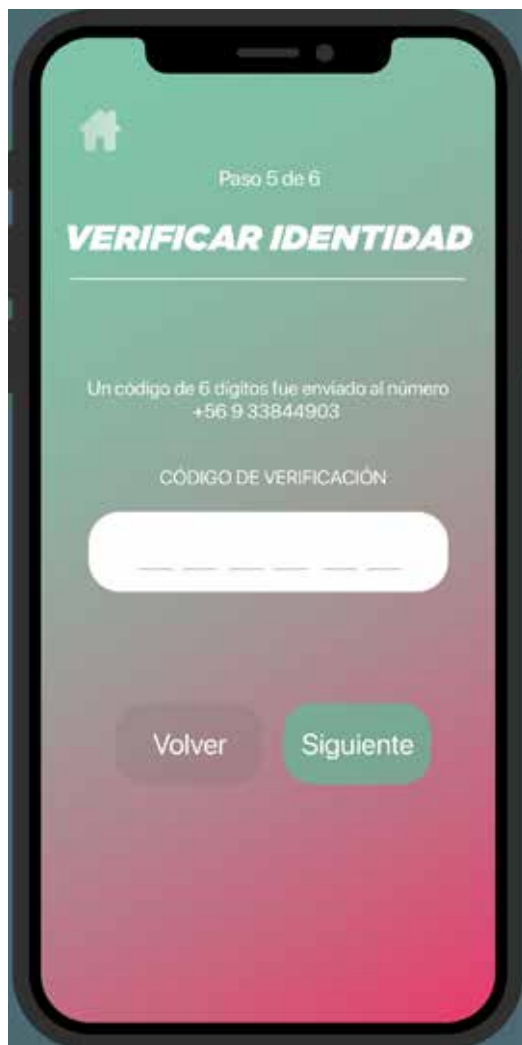 Paso 5 de 6
VERIFICAR IDENTIDAD
Un código de 6 dígitos fue enviado al número
+56 9 33844903
CÓDIGO DE VERIFICACIÓN
Volver
Siguiente